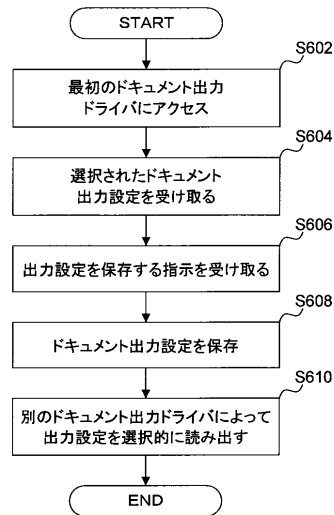 START
S602
最初のドキュメント出力
ドライバにアクセス
S604
選択されたドキュメント
出力設定を受け取る
S606
出力設定を保存する指示を受け取る
S608
ドキュメント出力設定を保存
S610
別のドキュメント出力ドライバによって
出力設定を選択的に読み出す
END